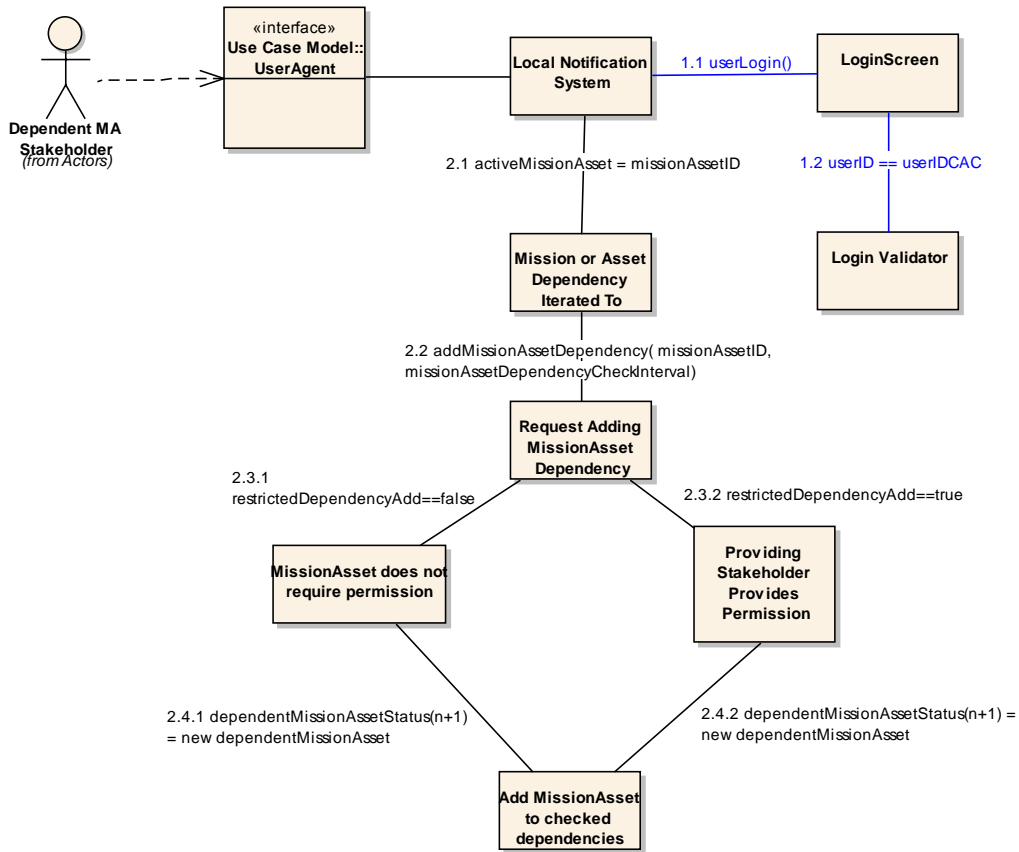 «interface»
Use Case Model::
UserAgent
Dependent MA
Stakeholder
(from Actors)
Local Notification
System
1.1 userLogin()
LoginScreen
2.1 activeMissionAsset = missionAssetID
1.2 userID == userIDCAC
Mission or Asset
Dependency
Iterated To
Login Validator
2.2 addMissionAssetDependency( missionAssetID,
missionAssetDependencyCheckInterval)
Request Adding
MissionAsset
Dependency
2.3.1
restrictedDependencyAdd==false
2.3.2 restrictedDependencyAdd==true
MissionAsset does not
require permission
Providing
Stakeholder
Provides
Permission
2.4.1 dependentMissionAssetStatus(n+1)
= new dependentMissionAsset
2.4.2 dependentMissionAssetStatus(n+1) =
new dependentMissionAsset
Add MissionAsset
to checked
dependencies